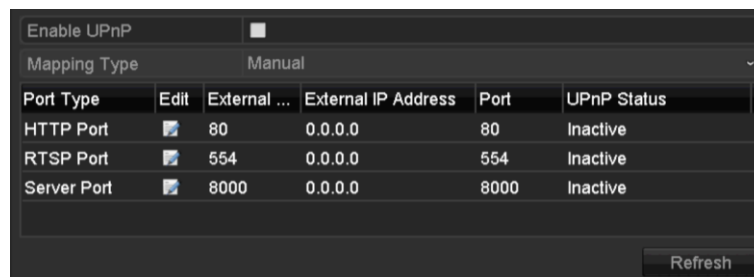 Enable UPnP
Mapping Type Manual
Port Type Edit External ... External IP Address Port UPnP Status
HTTP Port 80 0.0.0.0 80 Inactive
RTSP Port 554 0.0.0.0 554 Inactive
Server Port 8000 0.0.0.0 8000 Inactive
Refresh